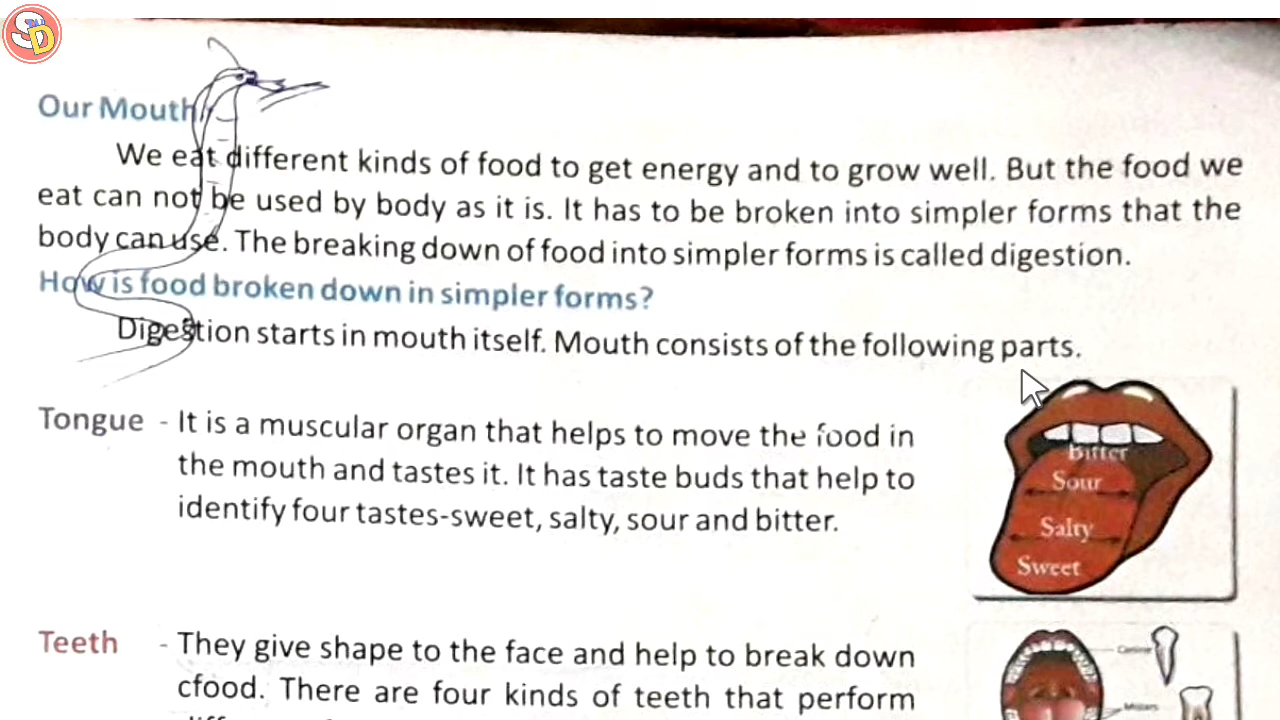 SD
Our Mouth
We eat different kinds of food to get energy and to grow well. But the food we
eat can not be used by body as it is. It has to be broken into simpler forms that the
body can use. The breaking down of food into simpler forms is called digestion.
How is food broken down in simpler forms?
Digestion starts in mouth itself. Mouth consists of the following parts.
Tongue - It is a muscular organ that helps to move the food in
the mouth and tastes it. It has taste buds that help to
identify four tastes-sweet, salty, sour and bitter.
Bitter
Sour
Salty
Sweet
Teeth - They give shape to the face and help to break down
cfood. There are four kinds of teeth that perform
Canine
Molars